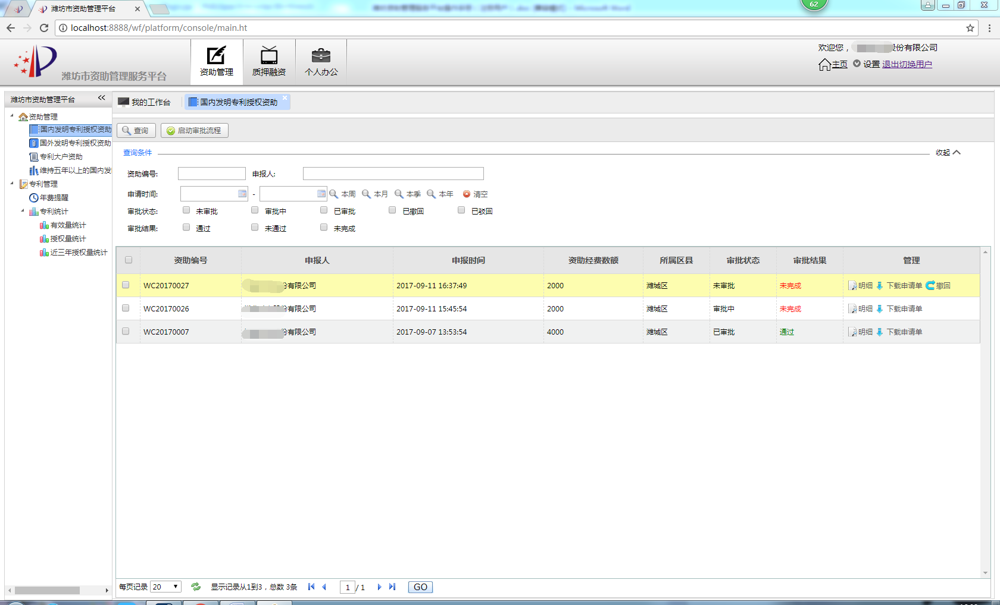 潍坊市资助管理平台
62
localhost:8888/wf/platform/console/main.ht
潍坊市资助管理服务平台
资助管理
质押融资
个人办公
欢迎您，
股份有限公司
主页 设置 退出切换用户
潍坊市资助管理平台
资助管理
国内发明专利授权资助
国外发明专利授权资助
专利大户资助
维持五年以上的国内发
专利管理
年费提醒
专利统计
有效量统计
授权量统计
近三年授权量统计
我的工作台 国内发明专利授权资助
查询 启动审批流程
查询条件 收起
资助编号: 申报人:
申请时间: - 本周 本月 本季 本年 清空
审批状态: 未审批 审批中 已审批 已撤回 已驳回
审批结果: 通过 未通过 未完成
资助编号 申报人 申报时间 资助经费数额 所属区县 审批状态 审批结果 管理
WC20170027 份有限公司 2017-09-11 16:37:49 2000 潍城区 未审批 未完成 明细 下载申请单 撤回
WC20170026 份有限公司 2017-09-11 15:45:54 2000 潍城区 审批中 未完成 明细 下载申请单
WC20170007 份有限公司 2017-09-07 13:53:54 4000 潍城区 已审批 通过 明细 下载申请单
每页记录 20 显示记录从1到3，总数 3条 1 / 1 GO